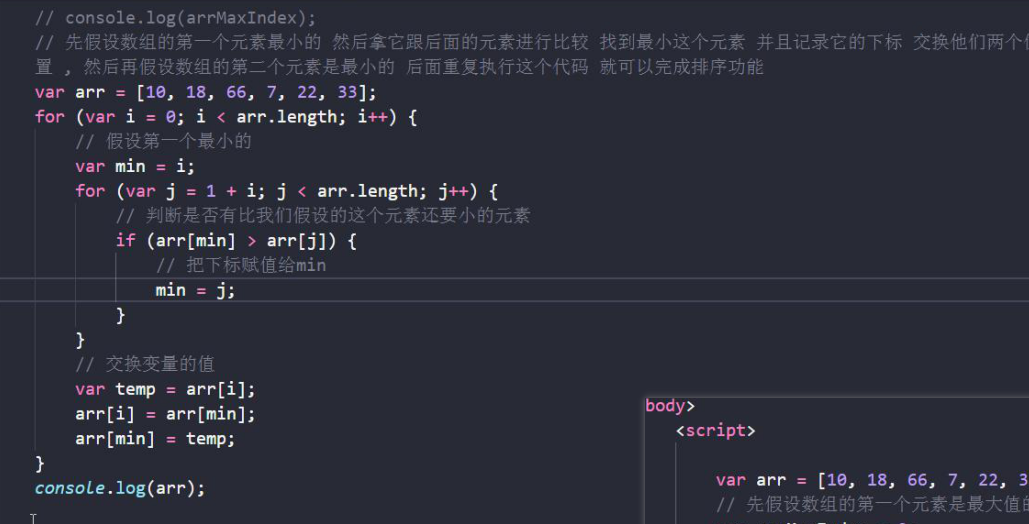 // console.log(arrMaxIndex);
// 先假设数组的第一个元素最小的 然后拿它跟后面的元素进行比较 找到最小这个元素 并且记录它的下标 交换他们两个
置 , 然后再假设数组的第二个元素是最小的 后面重复执行这个代码 就可以完成排序功能
var arr = [10, 18, 66, 7, 22, 33];
for (var i = 0; i < arr.length; i++) {
// 假设第一个最小的
var min = i;
for (var j = 1 + i; j < arr.length; j++) {
// 判断是否有比我们假设的这个元素还要小的元素
if (arr[min] > arr[j]) {
// 把下标赋值给min
min = j;
}
}
// 交换变量的值
var temp = arr[i];
arr[i] = arr[min];
arr[min] = temp;
}
console.log(arr);
body>
<script>
var arr = [10, 18, 66, 7, 22, 3
// 先假设数组的第一个元素是最大值的